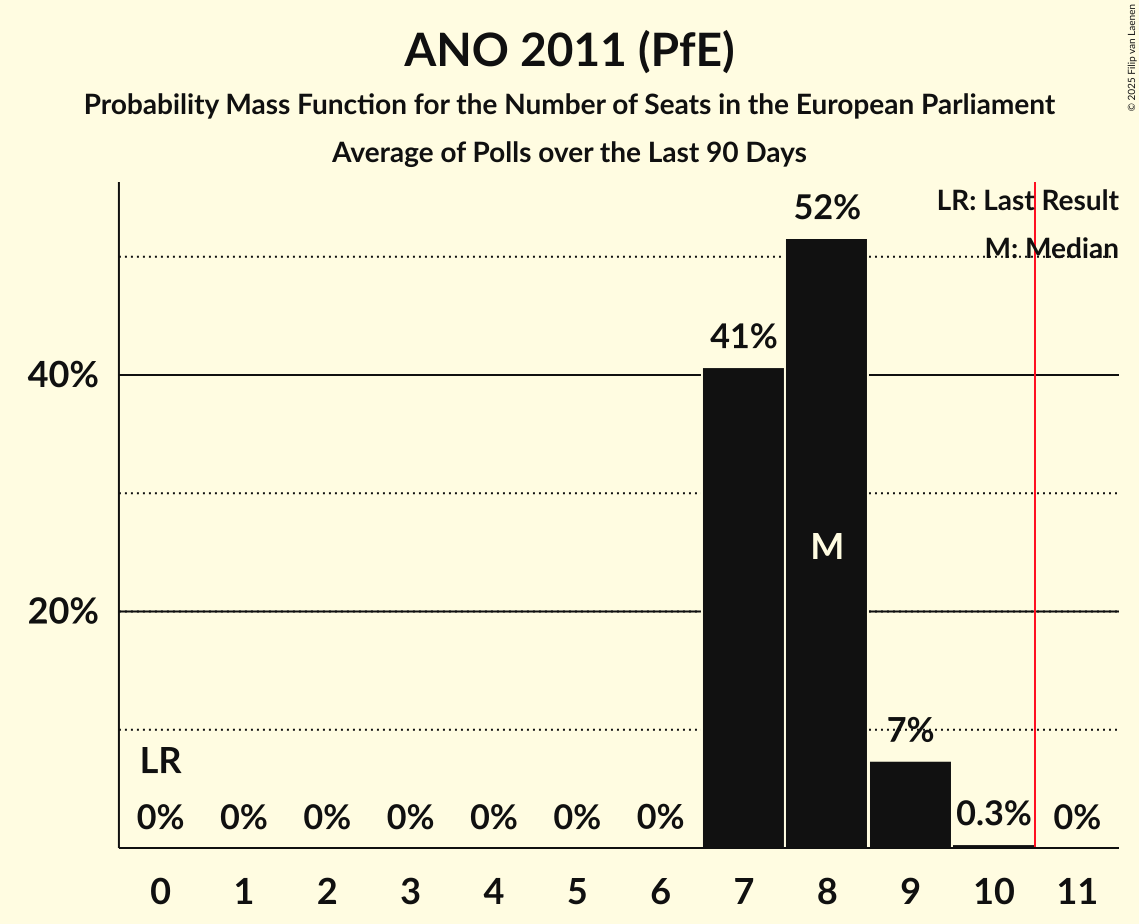 ANO 2011 (PfE)
Probability Mass Function for the Number of Seats in the European Parliament
Average of Polls over the Last 90 Days
© 2025 Filip van Laenen
LR: Last Result
M: Median
52%
41%
40%
M
20%
7%
LR
0% 0% 0% 0% 0% 0% 0% 0.3% 0%
0 1 2 3 4 5 6 7 8 9 10 11